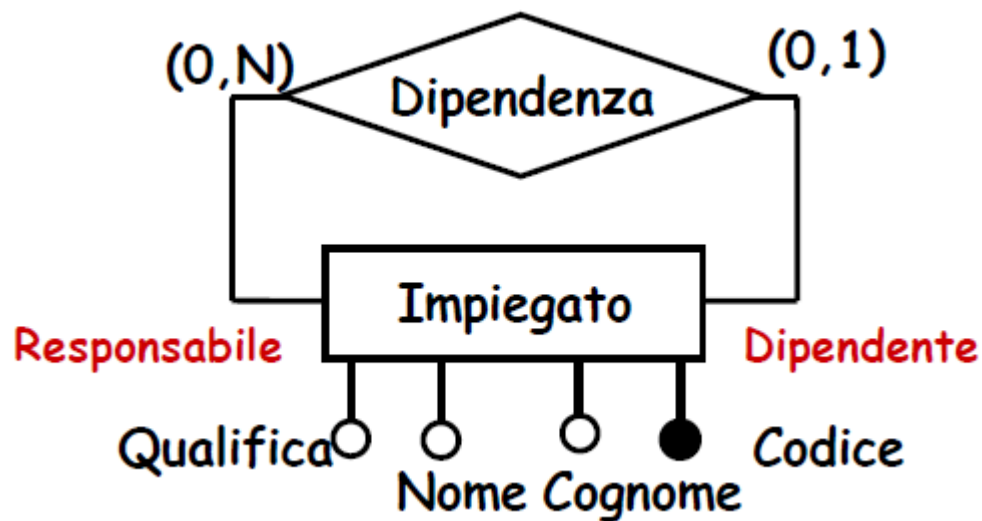 (0,N)
(0,1)
Dipendenza
Impiegato
Responsabile
Dipendente
Qualifica
Codice
Nome Cognome